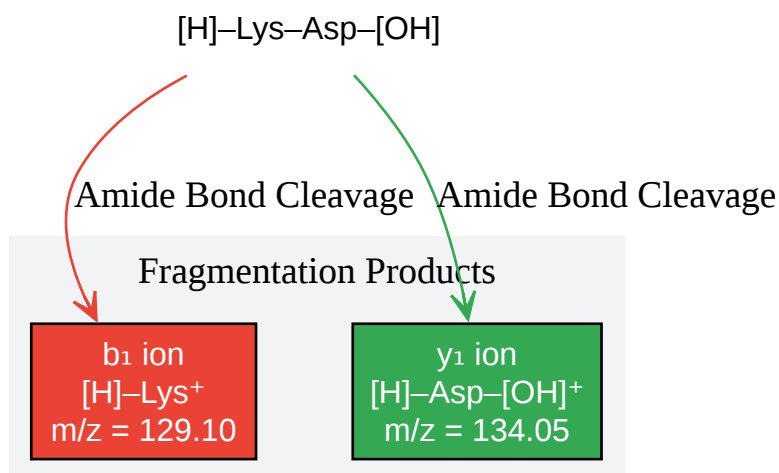 [H]–Lys–Asp–[OH]
Amide Bond Cleavage
Amide Bond Cleavage
Fragmentation Products
b₁ ion
[H]–Lys⁺
m/z = 129.10
y₁ ion
[H]–Asp–[OH]⁺
m/z = 134.05